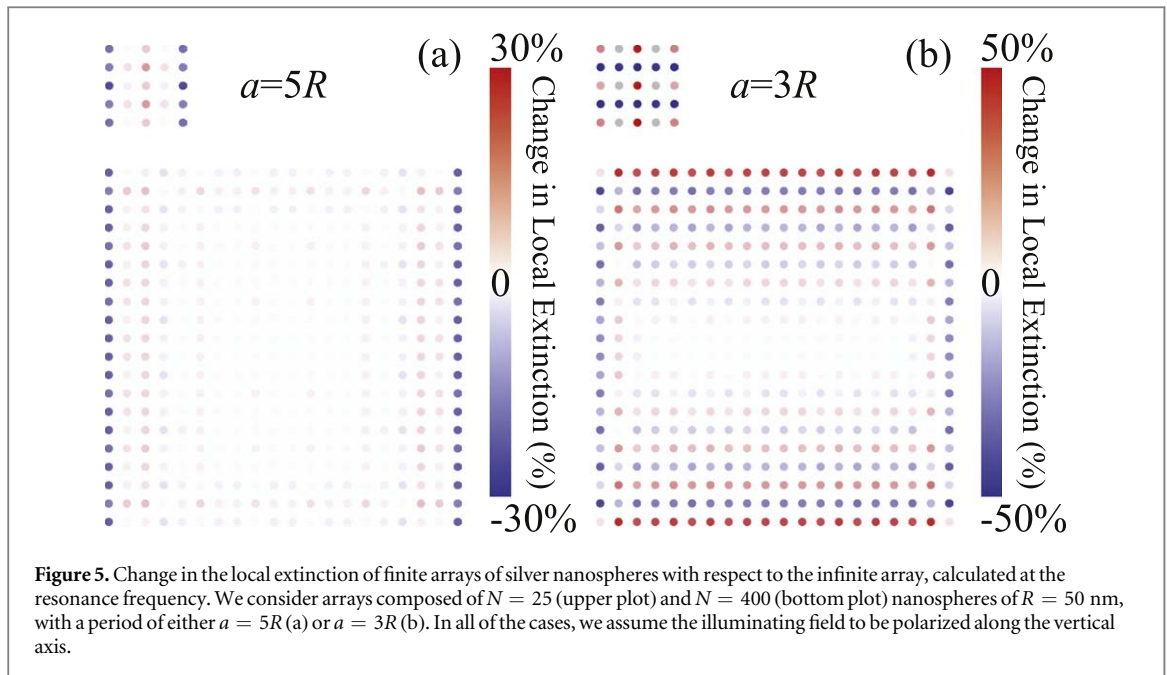 (a)
a=5R
30%
0
-30%
Change in Local Extinction (%)
(b)
a=3R
50%
0
-50%
Change in Local Extinction (%)
Figure 5. Change in the local extinction of finite arrays of silver nanospheres with respect to the infinite array, calculated at the
resonance frequency. We consider arrays composed of N = 25 (upper plot) and N = 400 (bottom plot) nanospheres of R = 50 nm,
with a period of either a = 5R (a) or a = 3R (b). In all of the cases, we assume the illuminating field to be polarized along the vertical
axis.